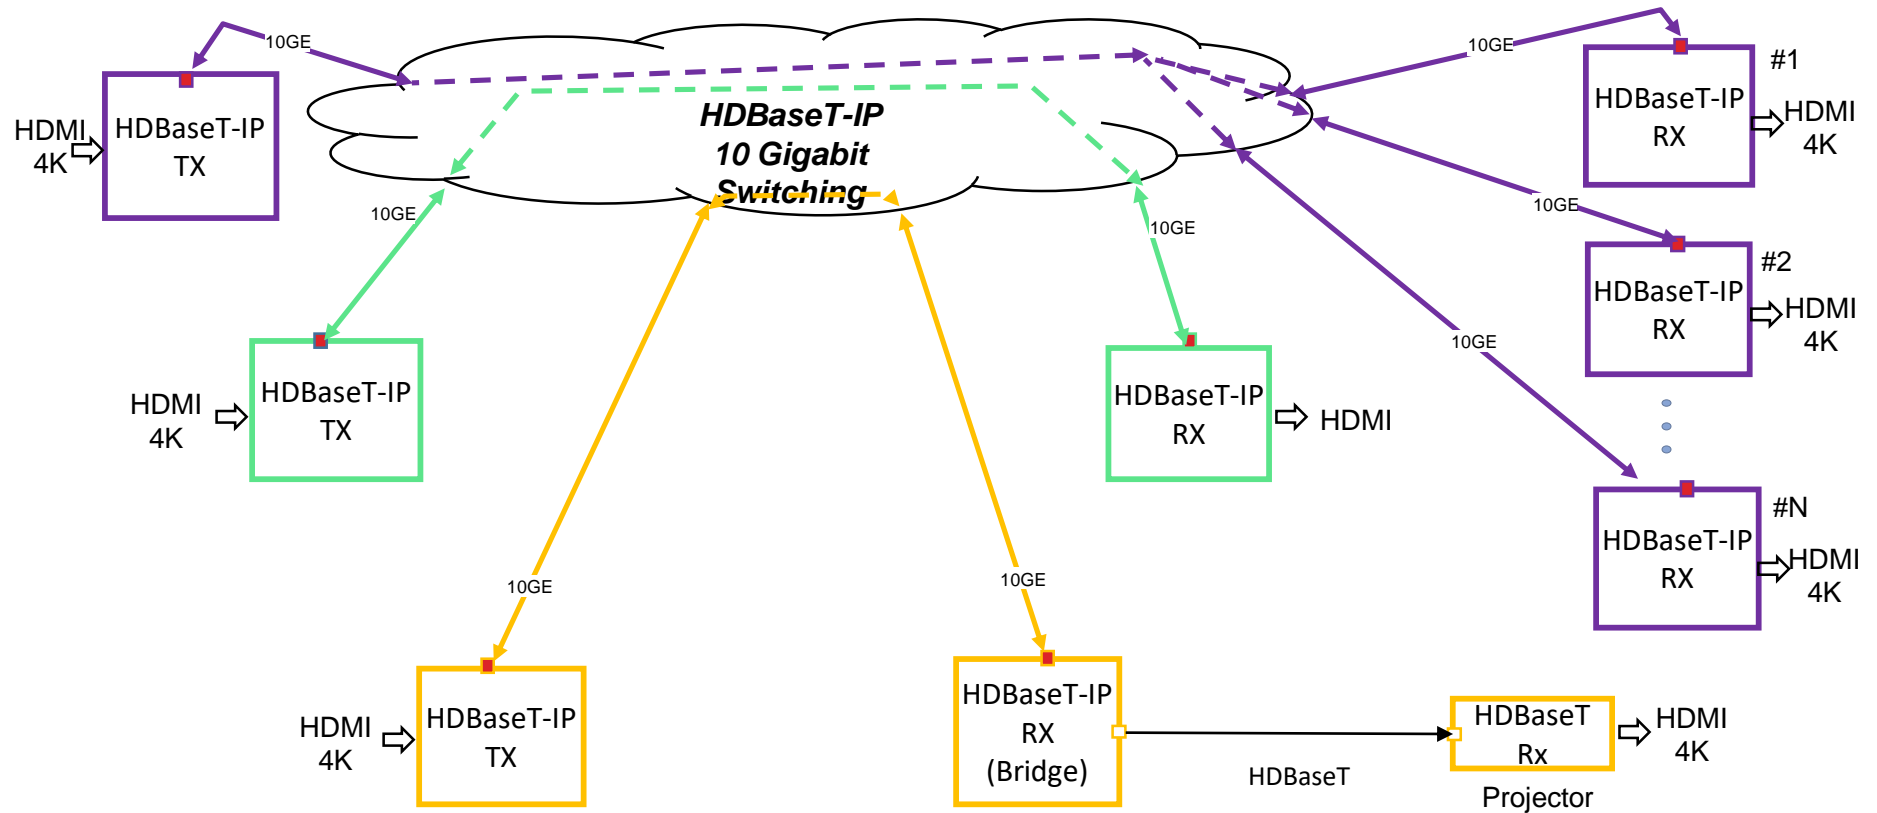 10GE
HDBaseT-IP
TX
HDMI
4K
HDBaseT-IP
10 Gigabit
Switching
10GE
#1
HDBaseT-IP
RX
HDMI
4K
10GE
10GE
10GE
#2
HDBaseT-IP
RX
HDMI
4K
10GE
HDMI
4K
HDBaseT-IP
TX
HDBaseT-IP
RX
HDMI
#N
HDBaseT-IP
RX
HDMI
4K
10GE
10GE
HDMI
4K
HDBaseT-IP
TX
HDBaseT-IP
RX
(Bridge)
HDBaseT
HDBaseT
Rx
HDMI
4K
Projector